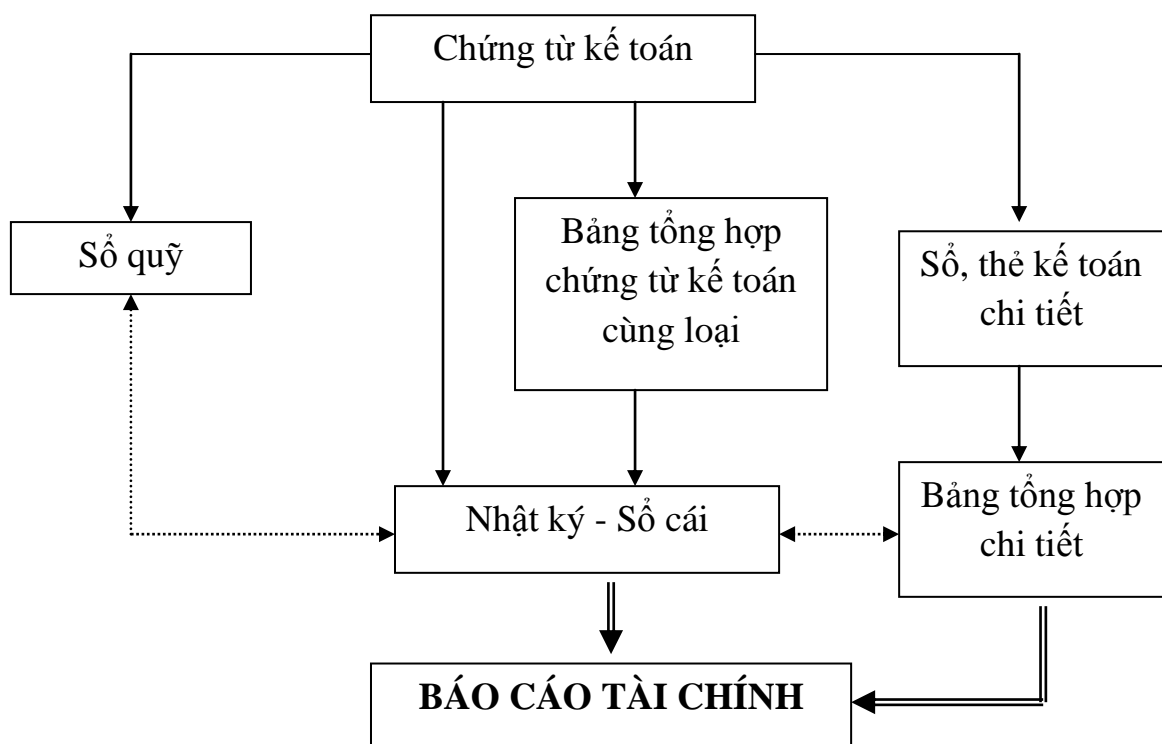 Chứng từ kế toán
Sổ quỹ
Bảng tổng hợp
chứng từ kế toán
cùng loại
Sổ, thẻ kế toán
chi tiết
Nhật ký - Sổ cái
Bảng tổng hợp
chi tiết
BÁO CÁO TÀI CHÍNH